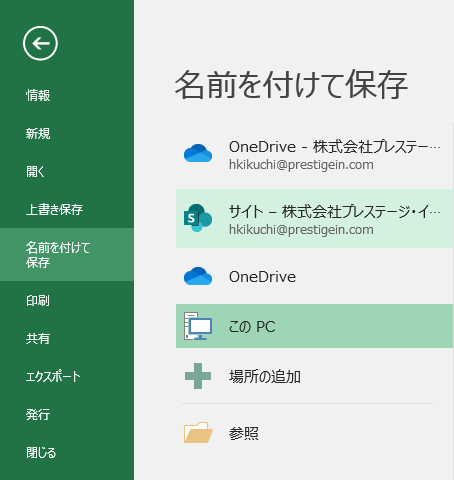 名前を付けて保存
情報
新規
開く
上書き保存
名前を付けて
保存
印刷
共有
エクスポート
発行
閉じる
OneDrive - 株式会社プレステー…
hkikuchi@prestigein.com
S
サイト – 株式会社プレステージ・イ…
hkikuchi@prestigein.com
OneDrive
この PC
場所の追加
参照